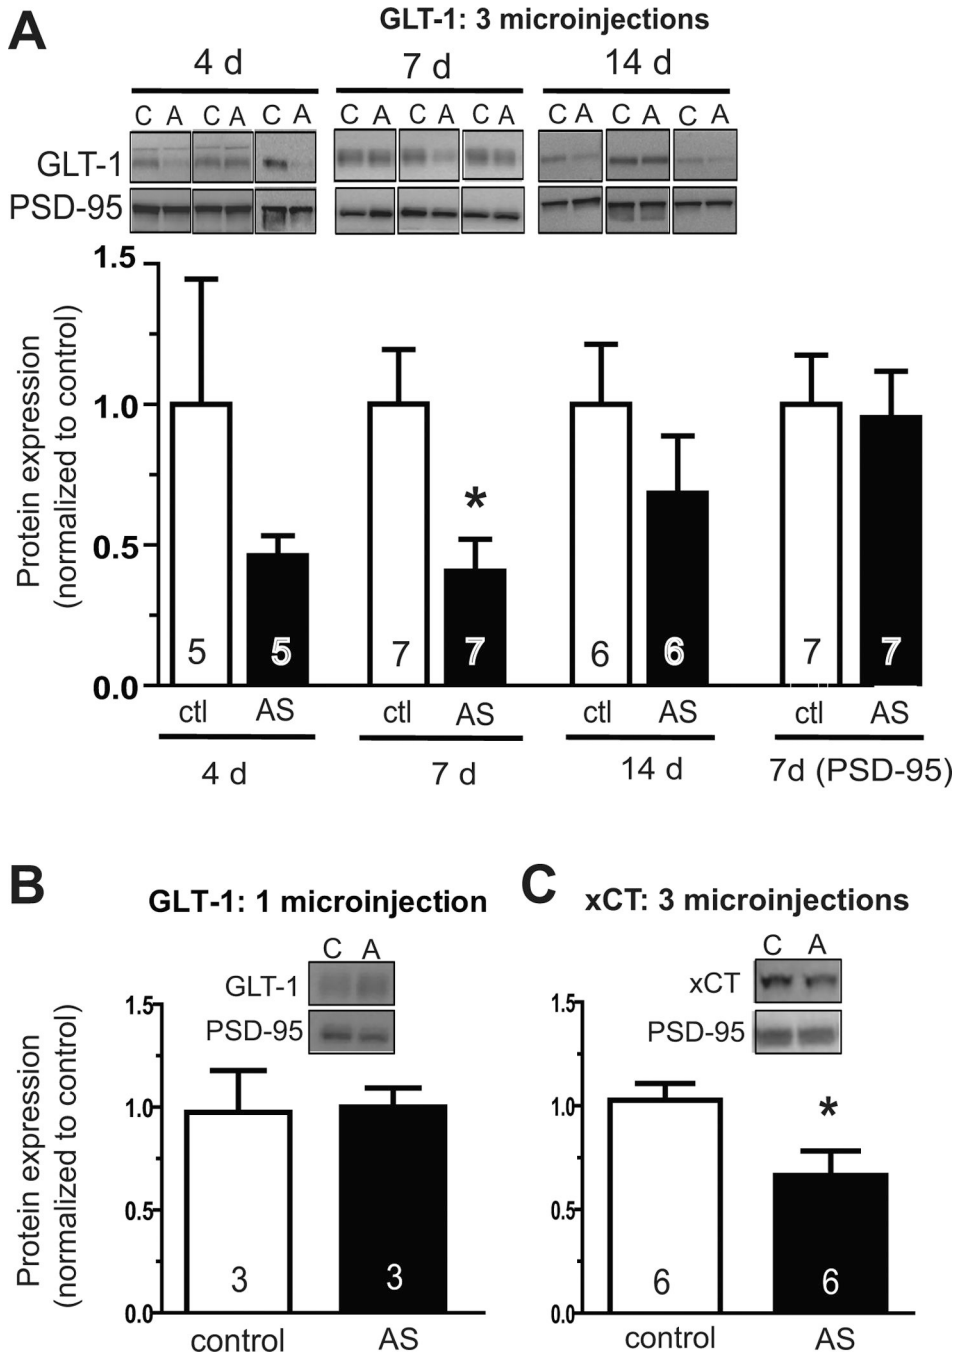 A
GLT-1: 3 microinjections
4 d 7 d 14 d
C A C A C A C A C A C A C A C A C A
GLT-1
PSD-95
1.5
1.0
0.5
0.0
Protein expression
(normalized to control)
*
5 5 7 7 6 6 7 7
ctl AS ctl AS ctl AS ctl AS
4 d 7 d 14 d 7d (PSD-95)
B
GLT-1: 1 microinjection
C A
GLT-1
PSD-95
1.5
1.0
0.5
0.0
Protein expression
(normalized to control)
3 3
control AS
C
xCT: 3 microinjections
C A
xCT
PSD-95
1.5
1.0
0.5
0.0
*
6 6
control AS